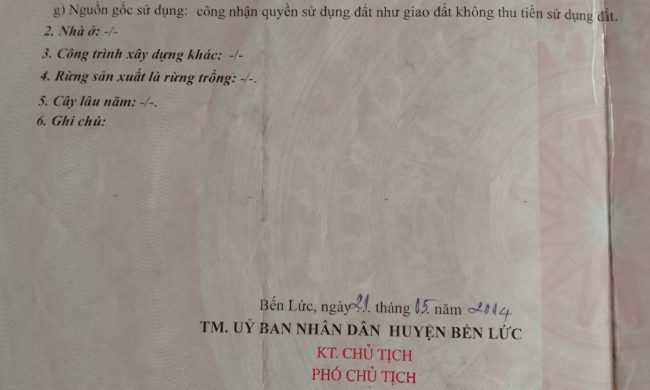 g) Nguồn gốc sử dụng: công nhận quyền sử dụng đất như giao đất không thu tiền sử dụng đất.
2. Nhà ở: -/-
3. Công trình xây dựng khác: -/-
4. Rừng sản xuất là rừng trồng: -/-.
5. Cây lâu năm: -/-.
6. Ghi chú:
Bến Lức, ngày 21 tháng 05 năm 2014
TM. UỶ BAN NHÂN DÂN HUYỆN BẾN LỨC
KT. CHỦ TỊCH
PHÓ CHỦ TỊCH